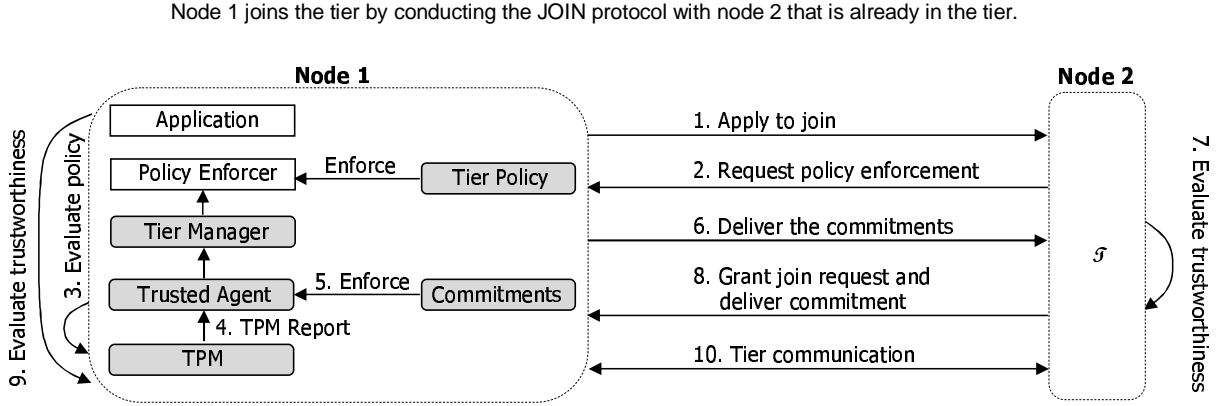 Node 1 joins the tier by conducting the JOIN protocol with node 2 that is already in the tier.
Node 1
Node 2
9. Evaluate trustworthiness
3. Evaluate policy
Application
Policy Enforcer
Enforce
Tier Policy
Tier Manager
Trusted Agent
5. Enforce
Commitments
4. TPM Report
TPM
1. Apply to join
2. Request policy enforcement
6. Deliver the commitments
8. Grant join request and
deliver commitment
10. Tier communication
𝒯
7. Evaluate trustworthiness